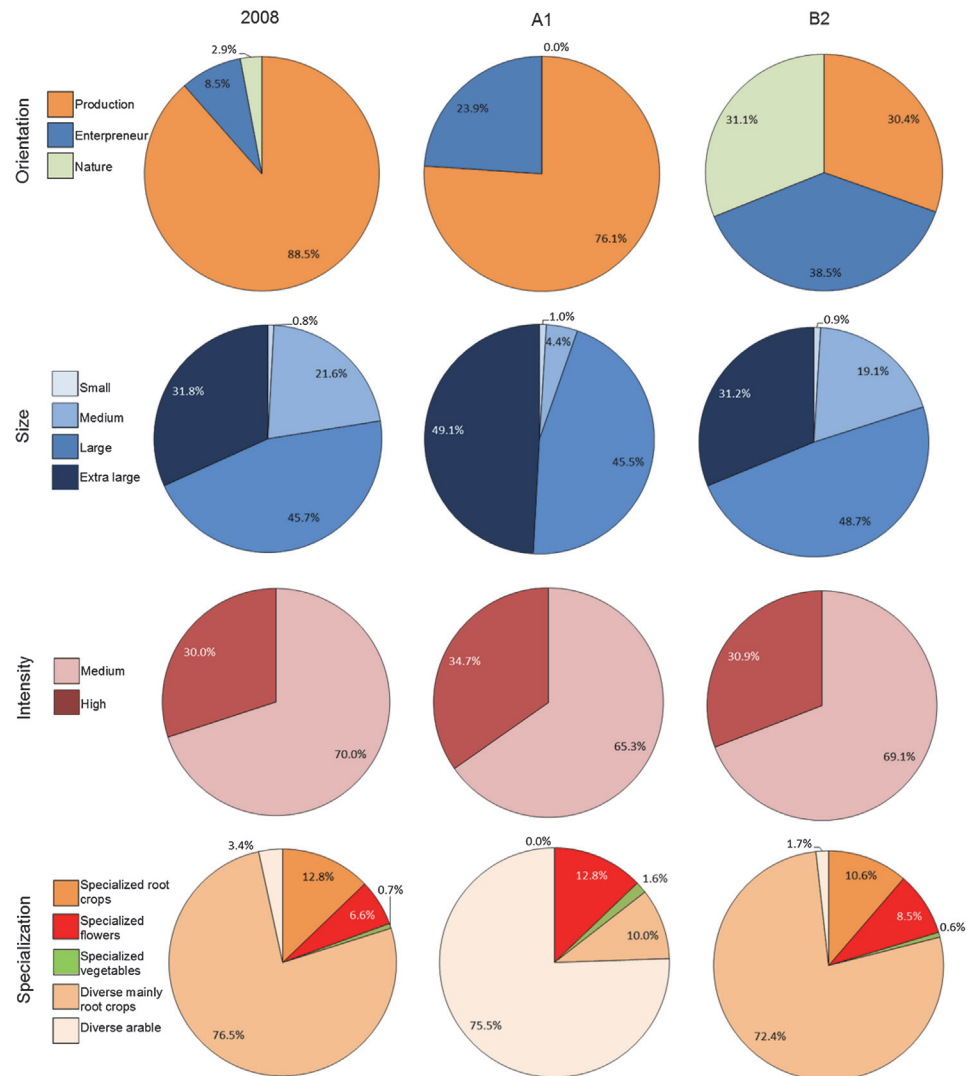 2008
A1
B2
Orientation
Production
Enterpreneur
Nature
2.9%
8.5%
88.5%
0.0%
23.9%
76.1%
31.1%
30.4%
38.5%
Size
Small
Medium
Large
Extra large
0.8%
21.6%
31.8%
45.7%
1.0%
4.4%
49.1%
45.5%
0.9%
19.1%
31.2%
48.7%
Intensity
Medium
High
30.0%
70.0%
34.7%
65.3%
30.9%
69.1%
Specialization
Specialized root
crops
Specialized
flowers
Specialized
vegetables
Diverse mainly
root crops
Diverse arable
3.4%
12.8%
0.7%
6.6%
76.5%
0.0%
12.8%
1.6%
10.0%
75.5%
1.7%
10.6%
8.5%
0.6%
72.4%